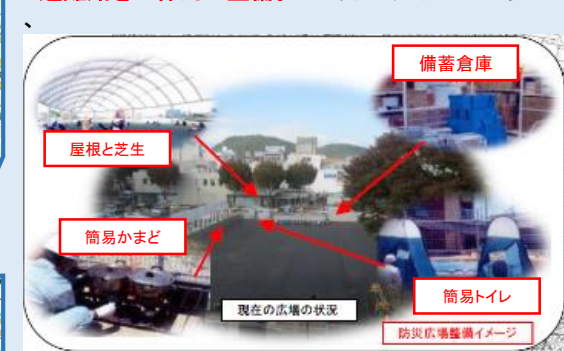 、
備蓄倉庫
屋根と芝生
簡易かまど
簡易トイレ
現在の広場の状況
防災広場整備イメージ